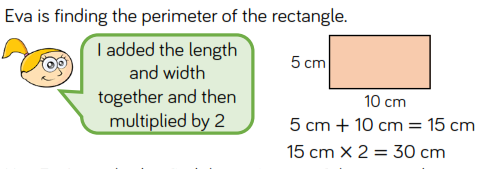 Eva is finding the perimeter of the rectangle.
I added the length
and width
together and then
multiplied by 2
5 cm
10 cm
5 cm + 10 cm = 15 cm
15 cm × 2 = 30 cm